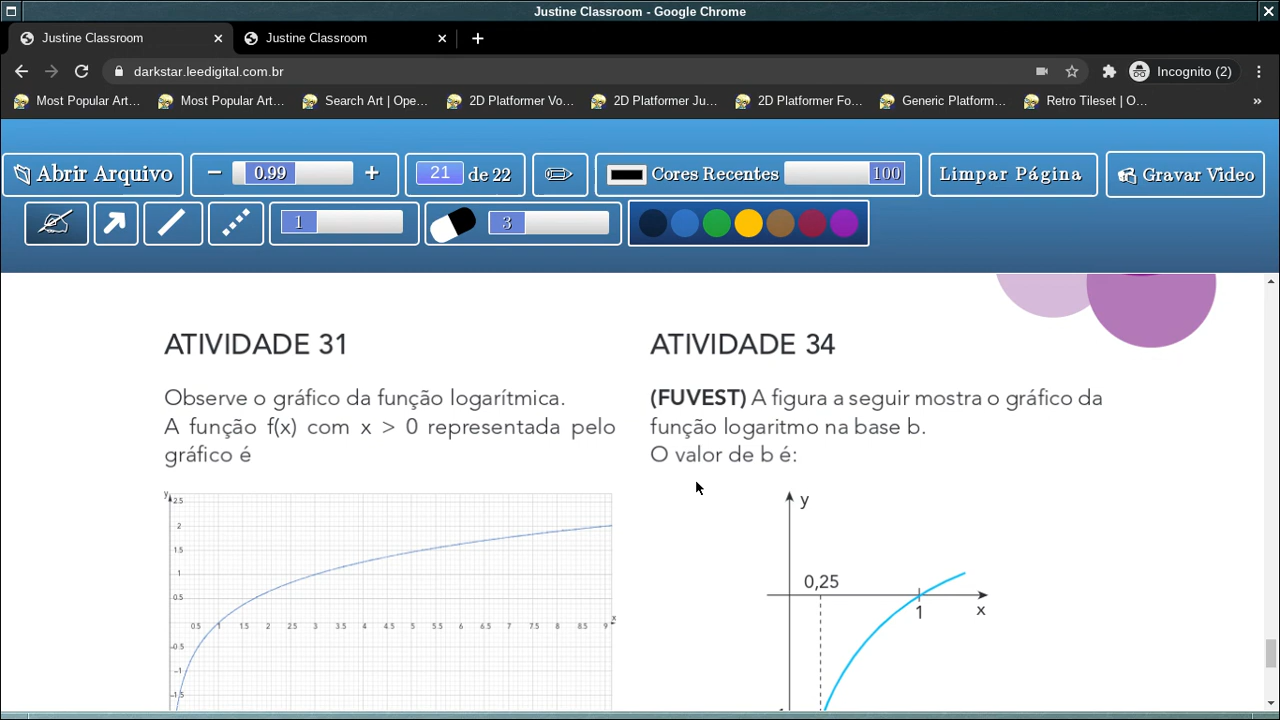 Justine Classroom - Google Chrome
Justine Classroom
Justine Classroom
darkstar.leedigital.com.br
Incognito (2)
Most Popular Art…
Most Popular Art…
Search Art | Ope…
2D Platformer Vo…
2D Platformer Ju…
2D Platformer Fo…
Generic Platform…
Retro Tileset | O…
»
Abrir Arquivo
− 0.99 +
21 de 22
Cores Recentes 100
Limpar Página
Gravar Video
1
3
ATIVIDADE 31
Observe o gráfico da função logarítmica.
A função f(x) com x > 0 representada pelo
gráfico é
y
2.5
2
1.5
1
0.5
x
0.5 1 1.5 2 2.5 3 3.5 4 4.5 5 5.5 6 6.5 7 7.5 8 8.5 9
-0.5
-1
-1.5
ATIVIDADE 34
(FUVEST) A figura a seguir mostra o gráfico da
função logaritmo na base b.
O valor de b é:
y
0,25
1
x